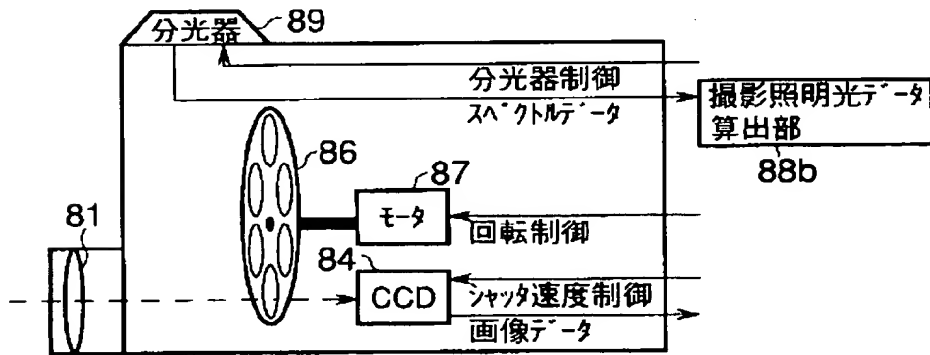 分光器
89
分光器制御
スペクトルデータ
撮影照明光データ
算出部
88b
86
87
モータ
回転制御
81
84
CCD
シャッタ速度制御
画像データ